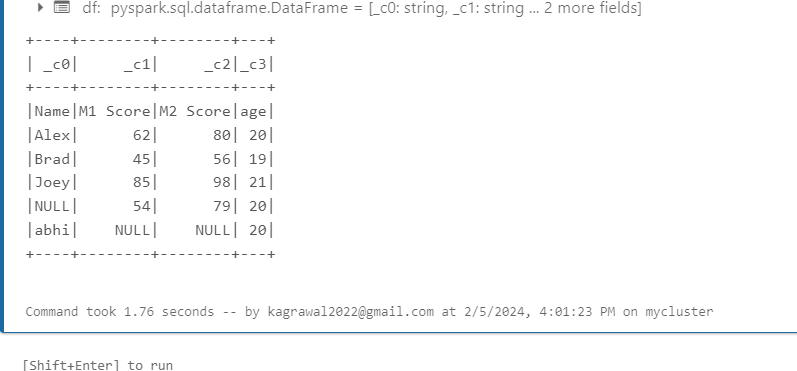 df: pyspark.sql.dataframe.DataFrame = [_c0: string, _c1: string ... 2 more fields]
+----+--------+--------+---+
| _c0|     _c1|     _c2|_c3|
+----+--------+--------+---+
|Name|M1 Score|M2 Score|age|
|Alex|      62|      80| 20|
|Brad|      45|      56| 19|
|Joey|      85|      98| 21|
|NULL|      54|      79| 20|
|abhi|    NULL|    NULL| 20|
+----+--------+--------+---+
Command took 1.76 seconds -- by kagrawal2022@gmail.com at 2/5/2024, 4:01:23 PM on mycluster
[Shift+Enter] to run